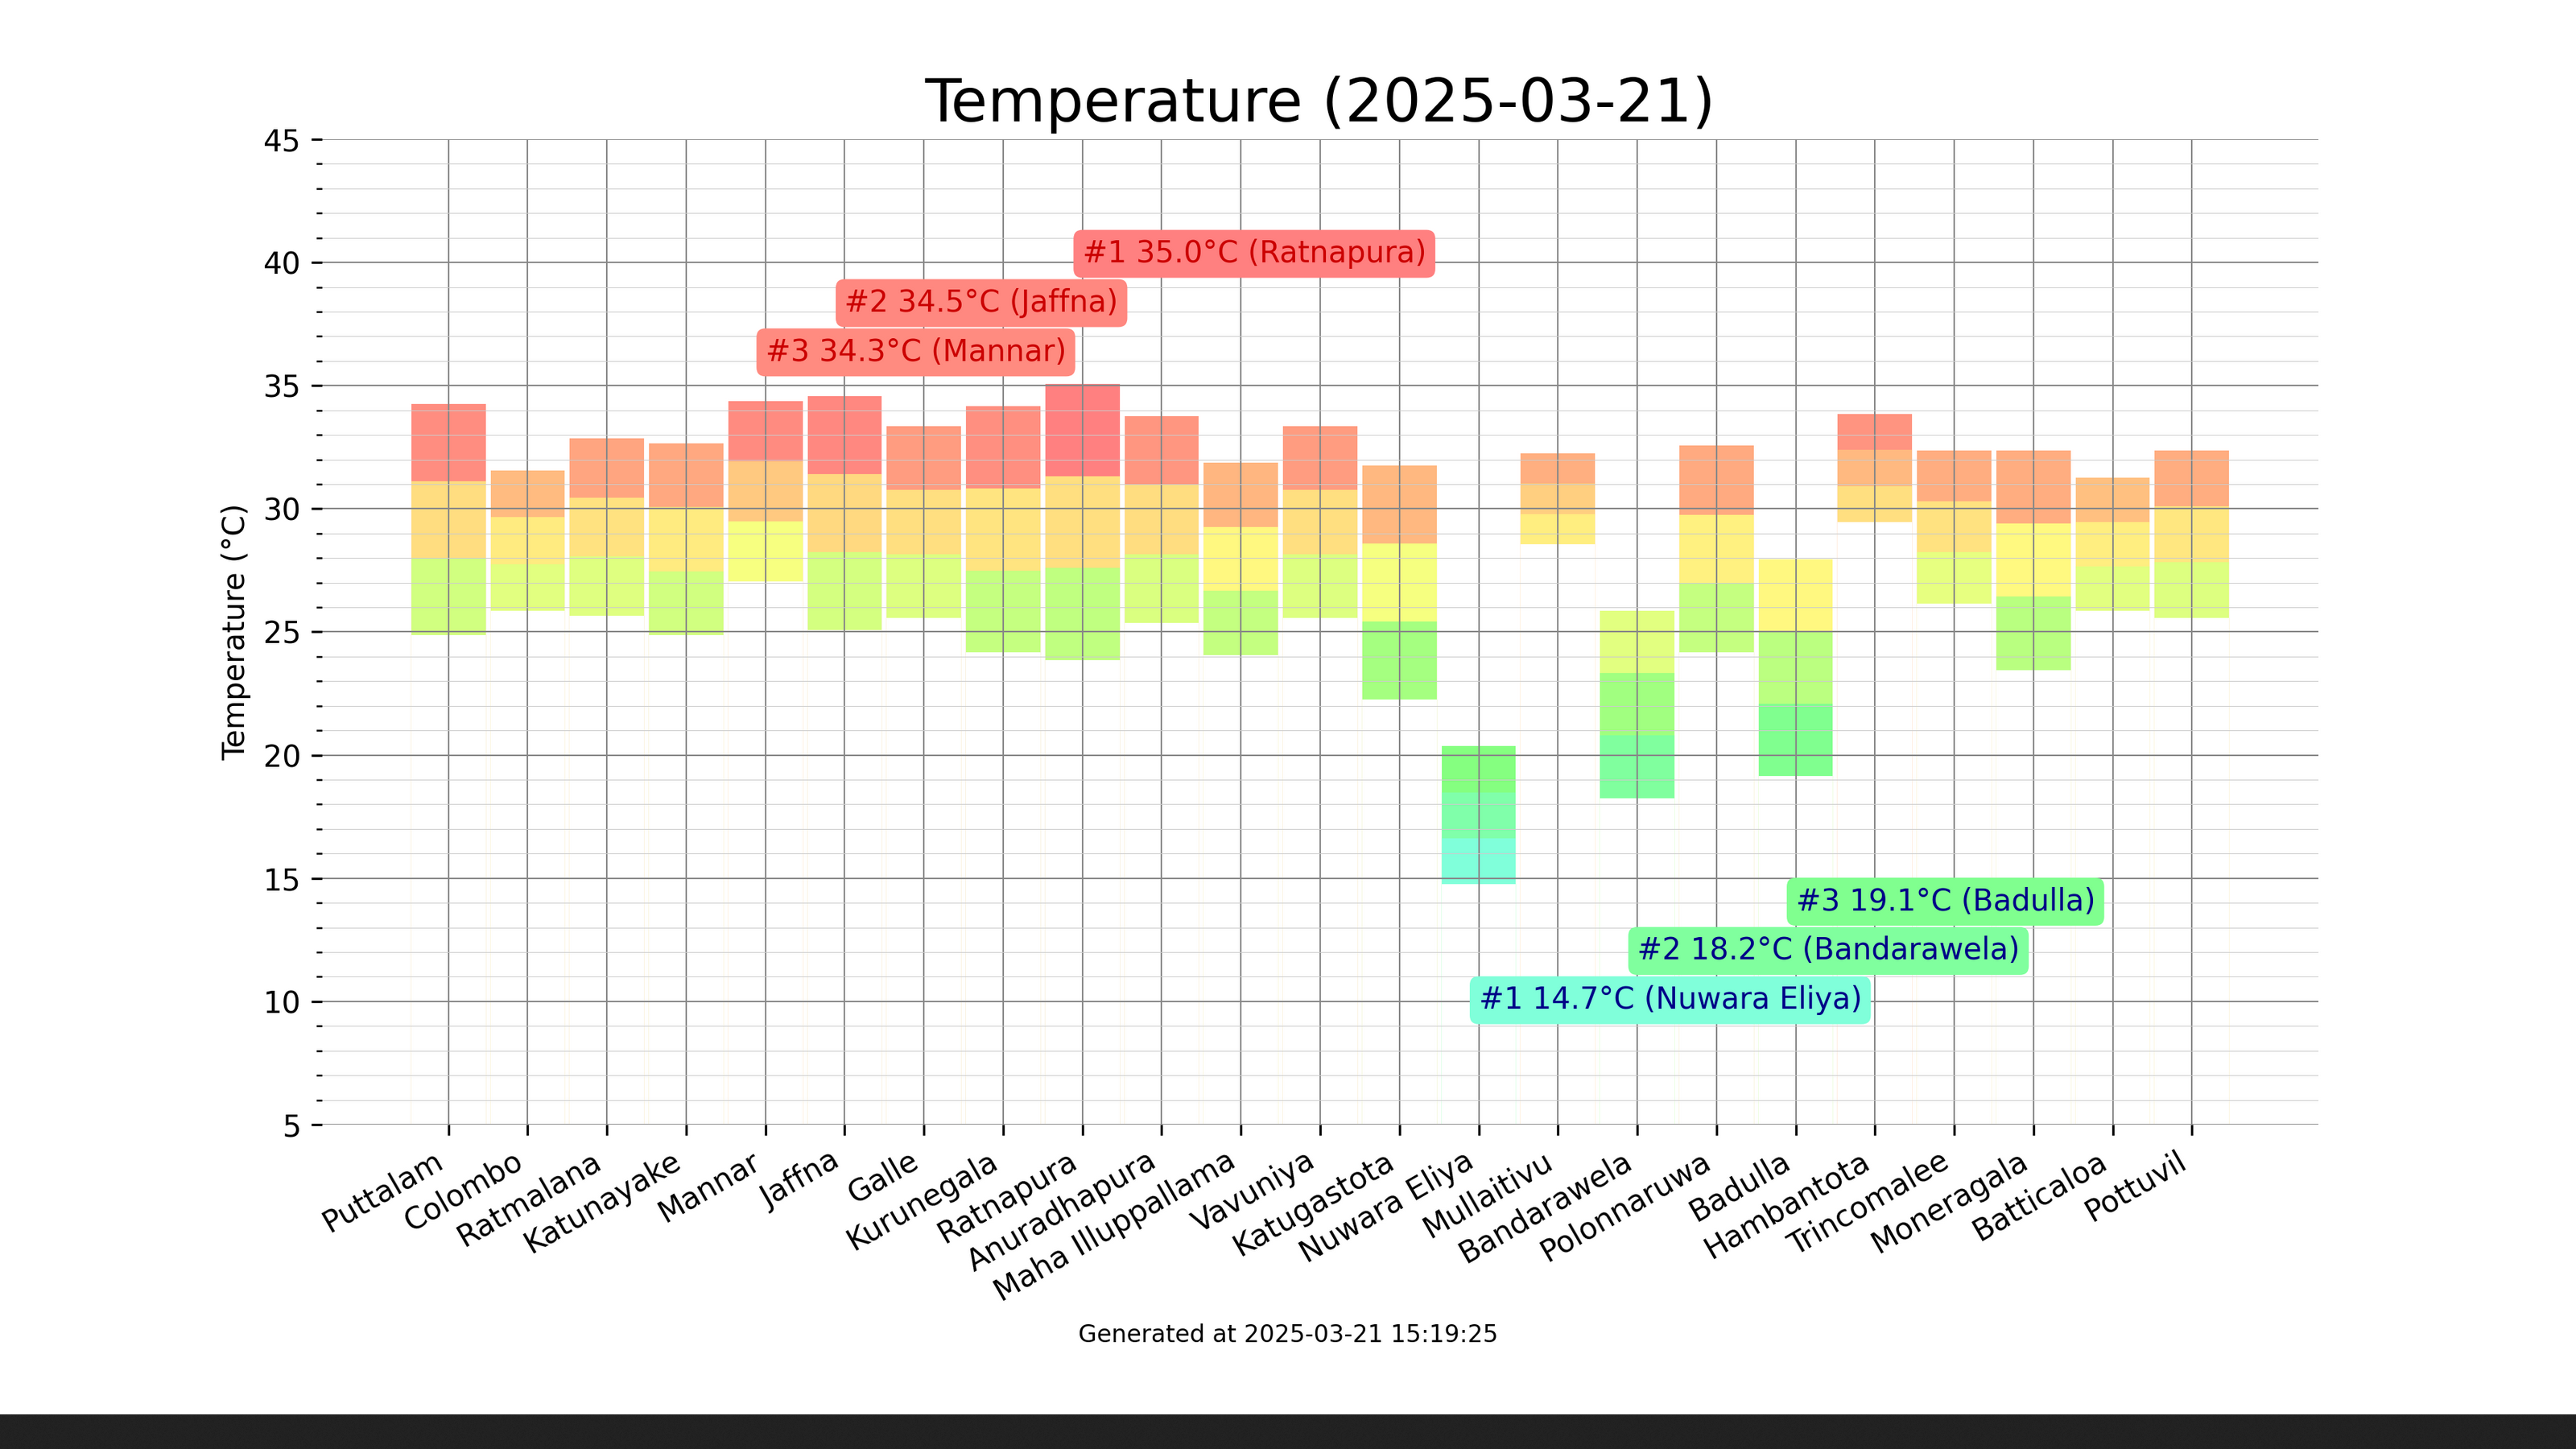 Temperature (2025-03-21)
45
40
35
30
25
20
15
10
5
Temperature (°C)
#1 35.0°C (Ratnapura)
#2 34.5°C (Jaffna)
#3 34.3°C (Mannar)
#3 19.1°C (Badulla)
#2 18.2°C (Bandarawela)
#1 14.7°C (Nuwara Eliya)
Puttalam
Colombo
Ratmalana
Katunayake
Mannar
Jaffna
Galle
Kurunegala
Ratnapura
Anuradhapura
Maha Illuppallama
Vavuniya
Katugastota
Nuwara Eliya
Mullaitivu
Bandarawela
Polonnaruwa
Badulla
Hambantota
Trincomalee
Moneragala
Batticaloa
Pottuvil
Generated at 2025-03-21 15:19:25